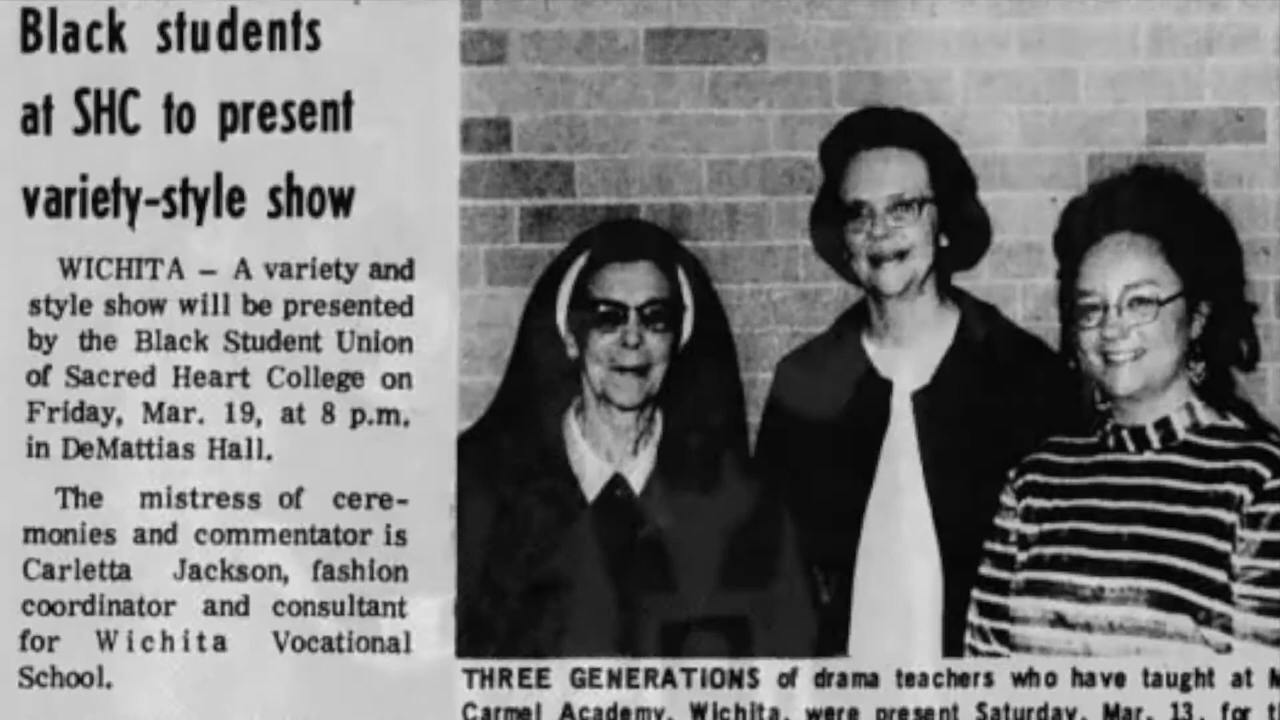 Black students
at SHC to present
variety-style show
WICHITA – A variety and
style show will be presented
by the Black Student Union
of Sacred Heart College on
Friday, Mar. 19, at 8 p.m.
in DeMattias Hall.
The mistress of cere-
monies and commentator is
Carletta Jackson, fashion
coordinator and consultant
for Wichita Vocational
School.
THREE GENERATIONS of drama teachers who have taught at
Carmel Academy, Wichita, were present Saturday, Mar. 13, for